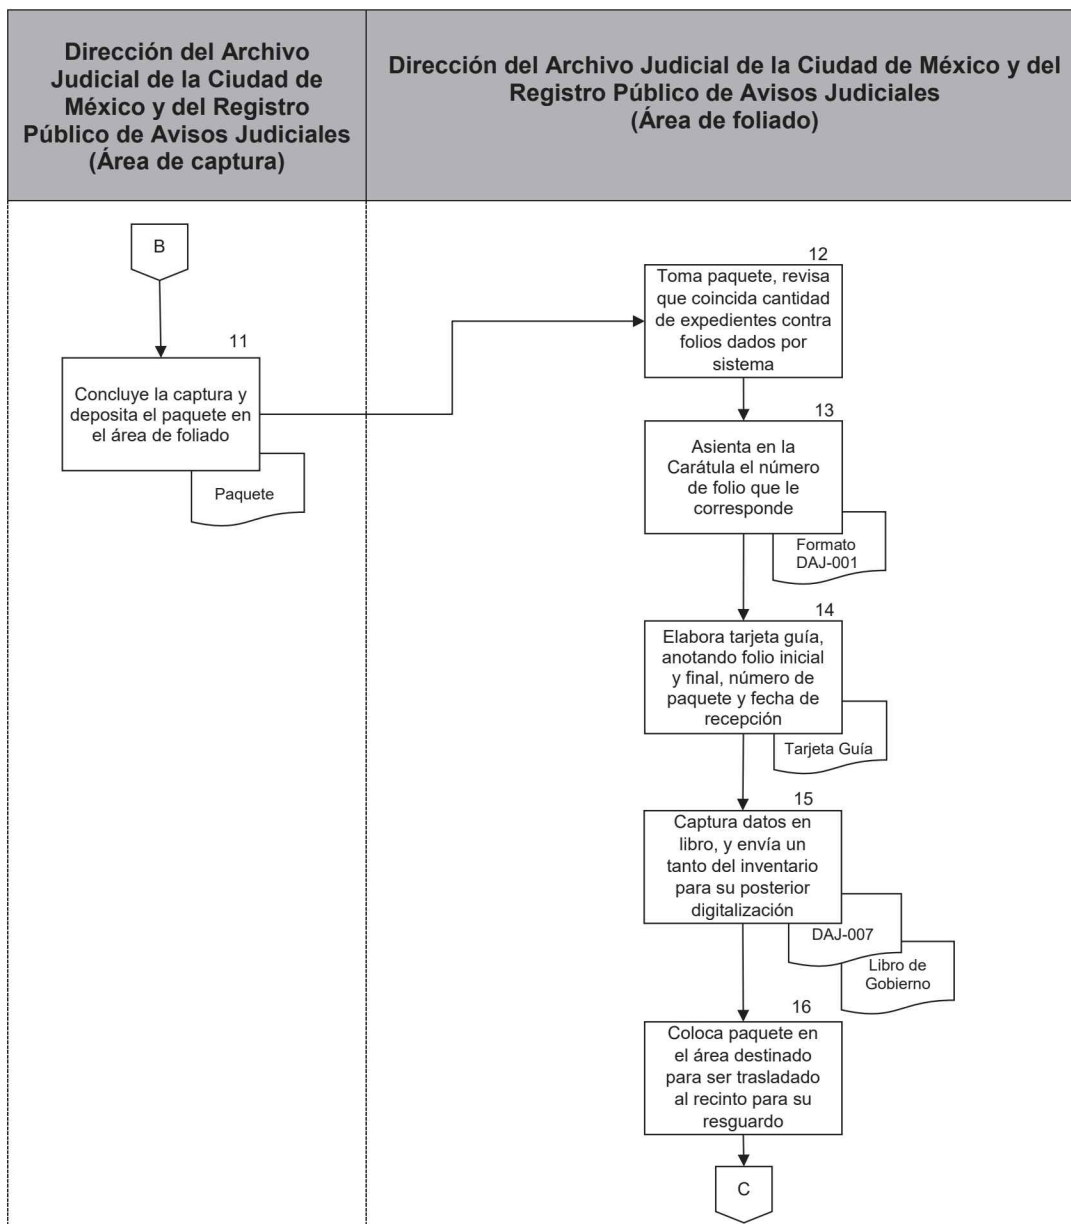 Dirección del Archivo
Judicial de la Ciudad de
México y del Registro
Público de Avisos Judiciales
(Área de captura)
Dirección del Archivo Judicial de la Ciudad de México y del
Registro Público de Avisos Judiciales
(Área de foliado)
B
11
Concluye la captura y
deposita el paquete en
el área de foliado
Paquete
12
Toma paquete, revisa
que coincida cantidad
de expedientes contra
folios dados por
sistema
13
Asienta en la
Carátula el número
de folio que le
corresponde
Formato
DAJ-001
14
Elabora tarjeta guía,
anotando folio inicial
y final, número de
paquete y fecha de
recepción
Tarjeta Guía
15
Captura datos en
libro, y envía un
tanto del inventario
para su posterior
digitalización
DAJ-007
Libro de
Gobierno
16
Coloca paquete en
el área destinado
para ser trasladado
al recinto para su
resguardo
C